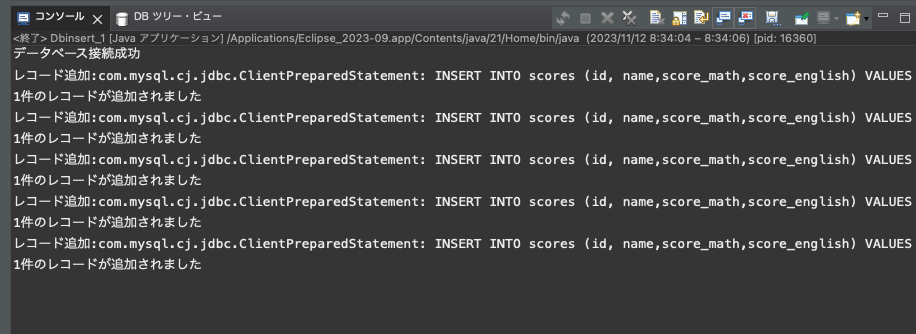 コンソール DB ツリー・ビュー
<終了> Dbinsert_1 [Java アプリケーション] /Applications/Eclipse_2023-09.app/Contents/java/21/Home/bin/java (2023/11/12 8:34:04 – 8:34:06) [pid: 16360]
データベース接続成功
レコード追加:com.mysql.cj.jdbc.ClientPreparedStatement: INSERT INTO scores (id, name,score_math,score_english) VALUES
1件のレコードが追加されました
レコード追加:com.mysql.cj.jdbc.ClientPreparedStatement: INSERT INTO scores (id, name,score_math,score_english) VALUES
1件のレコードが追加されました
レコード追加:com.mysql.cj.jdbc.ClientPreparedStatement: INSERT INTO scores (id, name,score_math,score_english) VALUES
1件のレコードが追加されました
レコード追加:com.mysql.cj.jdbc.ClientPreparedStatement: INSERT INTO scores (id, name,score_math,score_english) VALUES
1件のレコードが追加されました
レコード追加:com.mysql.cj.jdbc.ClientPreparedStatement: INSERT INTO scores (id, name,score_math,score_english) VALUES
1件のレコードが追加されました